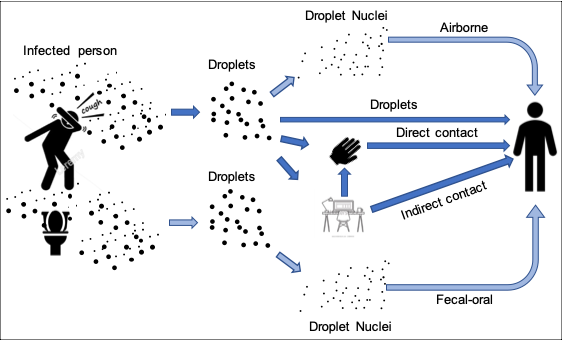 Droplet Nuclei
Airborne
Infected person
Droplets
cough
Droplets
Direct contact
Droplets
Indirect contact
Fecal-oral
Droplet Nuclei